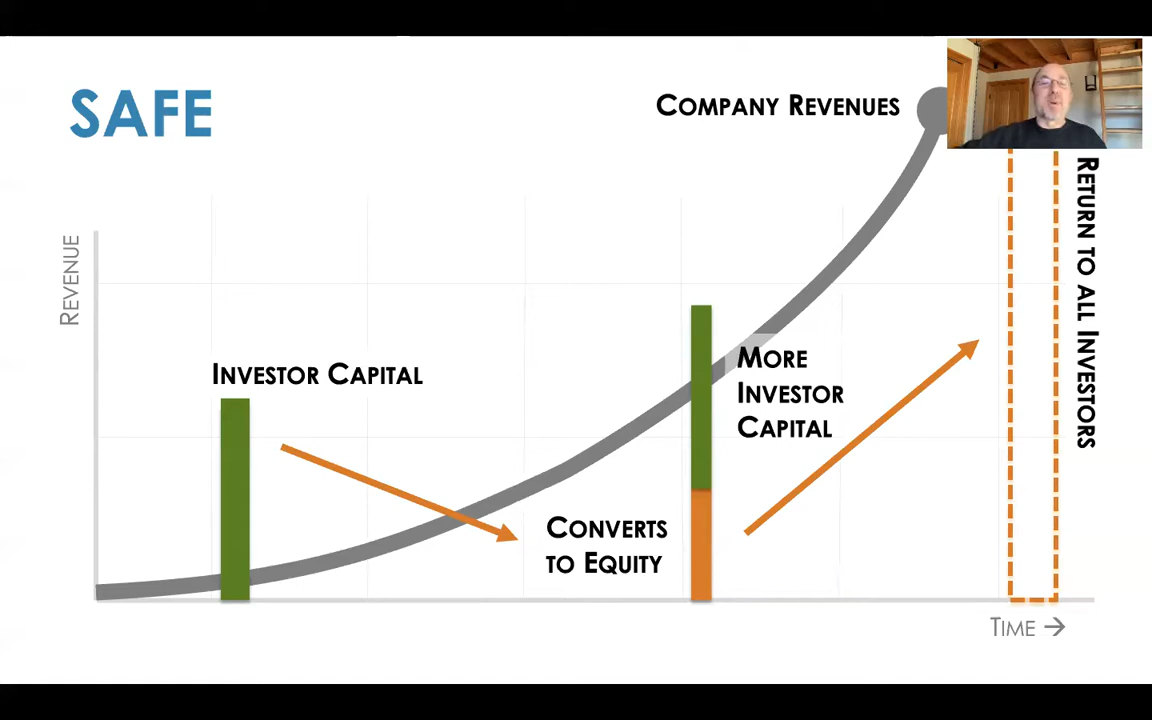 SAFE
COMPANY REVENUES
REVENUE
INVESTOR CAPITAL
MORE
INVESTOR
CAPITAL
CONVERTS
TO EQUITY
RETURN TO ALL INVESTORS
TIME →